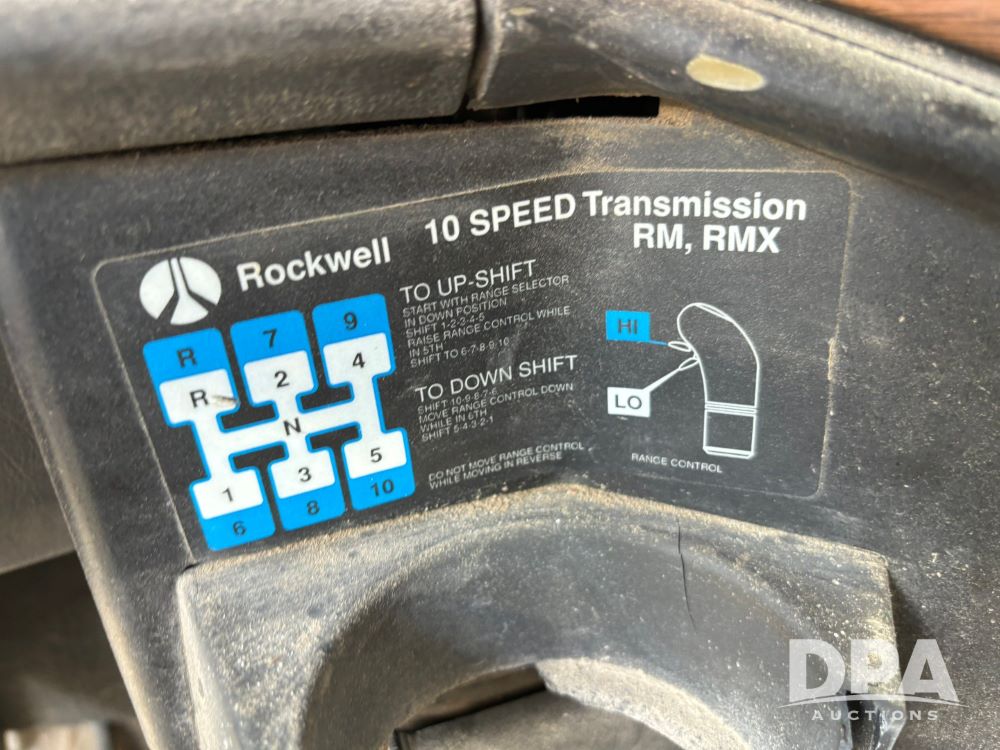 Rockwell
10 SPEED Transmission
RM, RMX
TO UP-SHIFT
START WITH RANGE SELECTOR
IN DOWN POSITION
SHIFT 1-2-3-4-5
RAISE RANGE CONTROL WHILE
IN 5TH
SHIFT TO 6-7-8-9-10
TO DOWN SHIFT
SHIFT 10-9-8-7-6
MOVE RANGE CONTROL DOWN
WHILE IN 6TH
SHIFT 5-4-3-2-1
DO NOT MOVE RANGE CONTROL
WHILE MOVING IN REVERSE
R 7 9
R 2 4
N
1 3 5
6 8 10
HI
LO
RANGE CONTROL
DPA
AUCTIONS